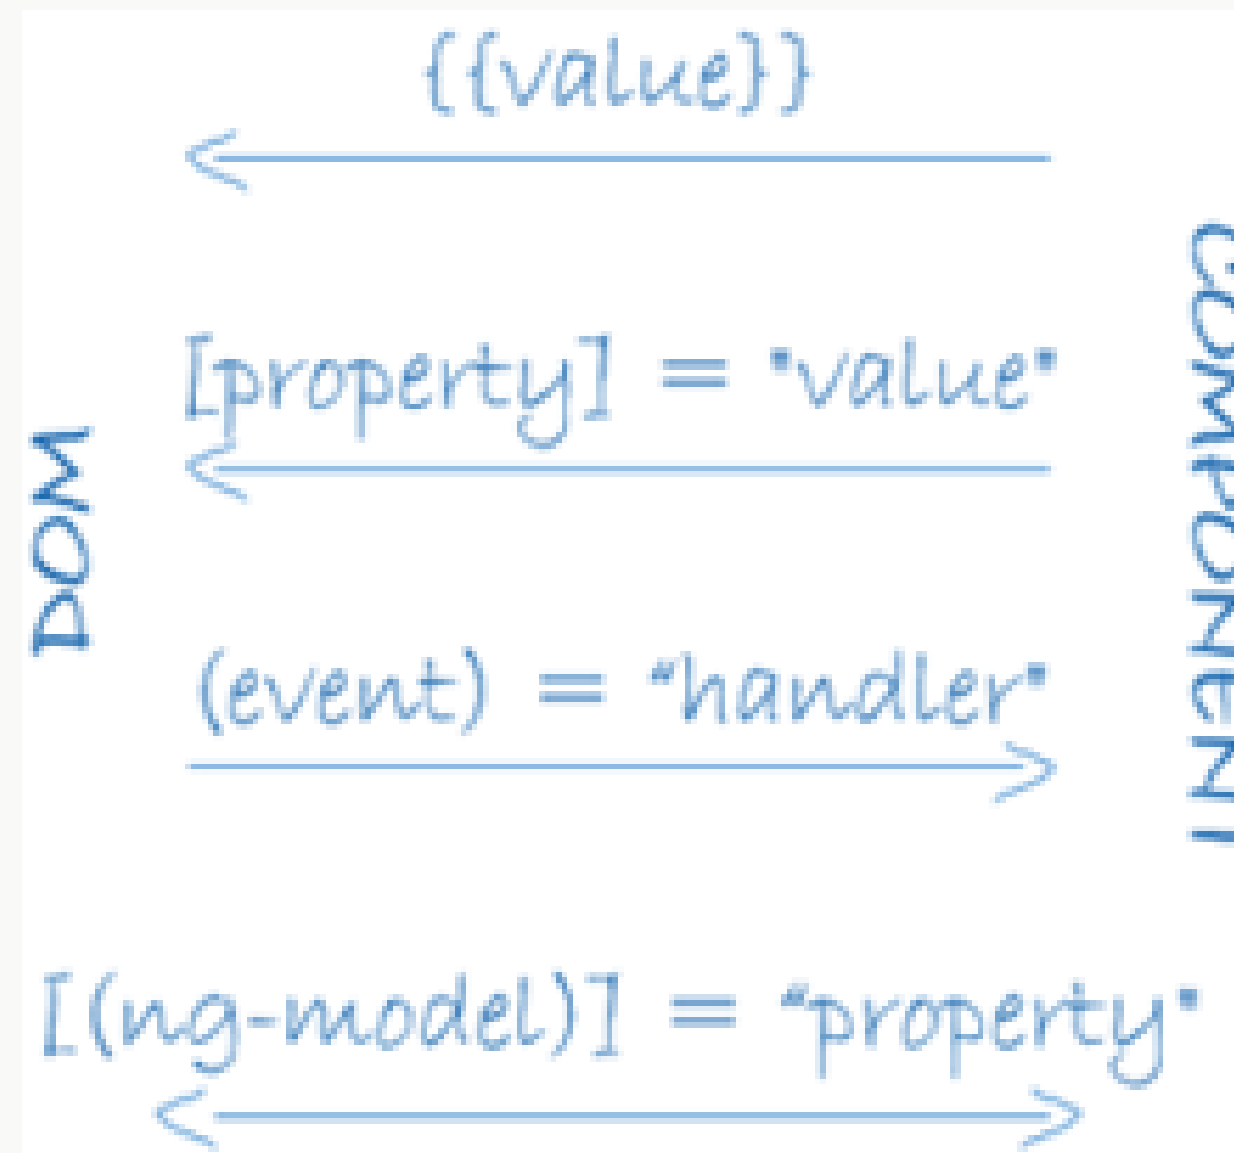 {{value}}
[property] = "value"
DOM
COMPONENT
(event) = "handler"
[(ng-model)] = "property"